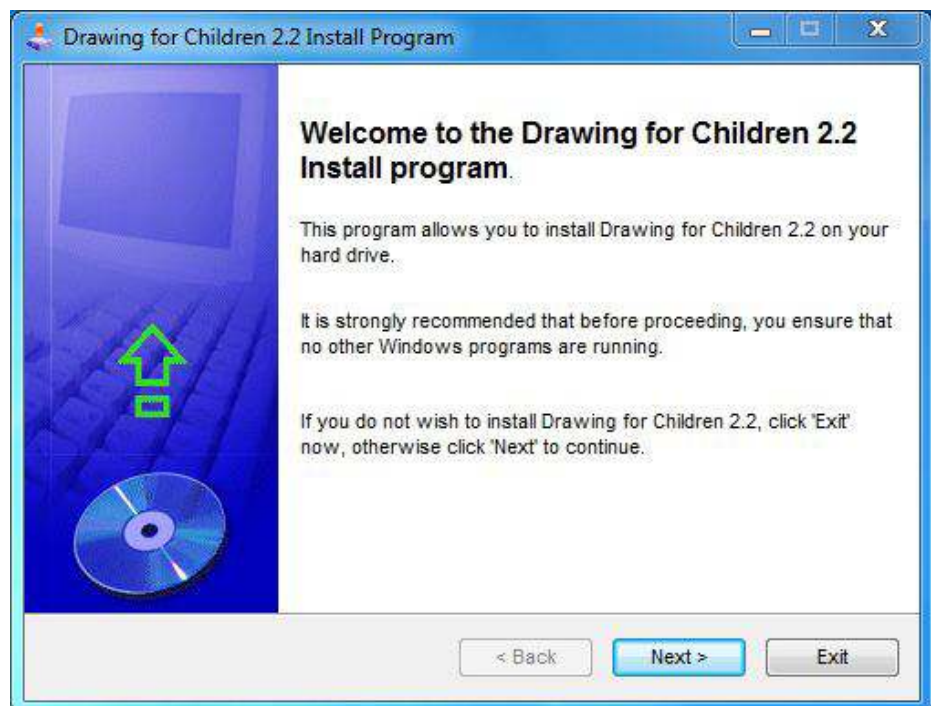 Drawing for Children 2.2 Install Program
Welcome to the Drawing for Children 2.2
Install program.
This program allows you to install Drawing for Children 2.2 on your
hard drive.
It is strongly recommended that before proceeding, you ensure that
no other Windows programs are running.
If you do not wish to install Drawing for Children 2.2, click 'Exit'
now, otherwise click 'Next' to continue.
< Back
Next >
Exit